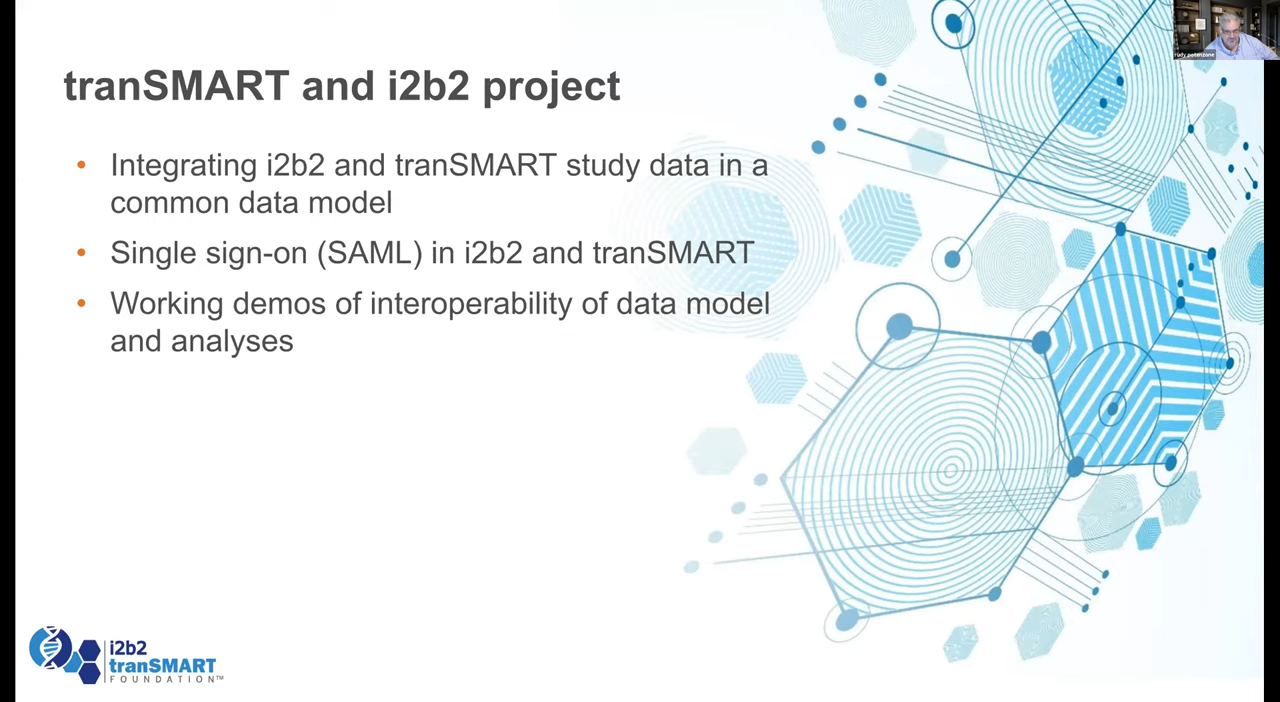 tranSMART and i2b2 project
• Integrating i2b2 and tranSMART study data in a
common data model
• Single sign-on (SAML) in i2b2 and tranSMART
• Working demos of interoperability of data model
and analyses
i2b2
tranSMART
FOUNDATION™